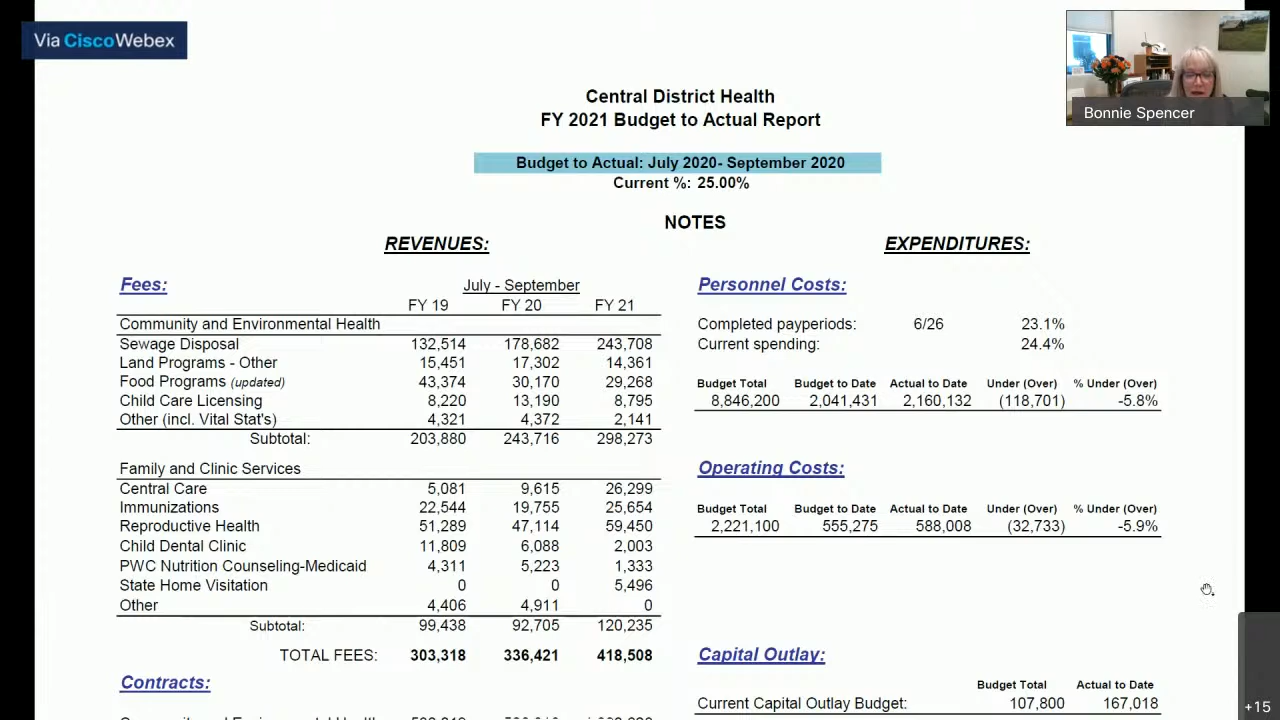 Via CiscoWebex
Bonnie Spencer
Central District Health
FY 2021 Budget to Actual Report
Budget to Actual: July 2020- September 2020
Current %: 25.00%
NOTES
REVENUES:
Fees:
July - September
FY 19 FY 20 FY 21
Community and Environmental Health
Sewage Disposal 132,514 178,682 243,708
Land Programs - Other 15,451 17,302 14,361
Food Programs (updated) 43,374 30,170 29,268
Child Care Licensing 8,220 13,190 8,795
Other (incl. Vital Stat's) 4,321 4,372 2,141
Subtotal: 203,880 243,716 298,273
Family and Clinic Services
Central Care 5,081 9,615 26,299
Immunizations 22,544 19,755 25,654
Reproductive Health 51,289 47,114 59,450
Child Dental Clinic 11,809 6,088 2,003
PWC Nutrition Counseling-Medicaid 4,311 5,223 1,333
State Home Visitation 0 0 5,496
Other 4,406 4,911 0
Subtotal: 99,438 92,705 120,235
TOTAL FEES: 303,318 336,421 418,508
Contracts:
Community and Environmental Health
EXPENDITURES:
Personnel Costs:
Completed payperiods: 6/26 23.1%
Current spending: 24.4%
Budget Total Budget to Date Actual to Date Under (Over) % Under (Over)
8,846,200 2,041,431 2,160,132 (118,701) -5.8%
Operating Costs:
Budget Total Budget to Date Actual to Date Under (Over) % Under (Over)
2,221,100 555,275 588,008 (32,733) -5.9%
Capital Outlay:
Budget Total Actual to Date
Current Capital Outlay Budget: 107,800 167,018
+15